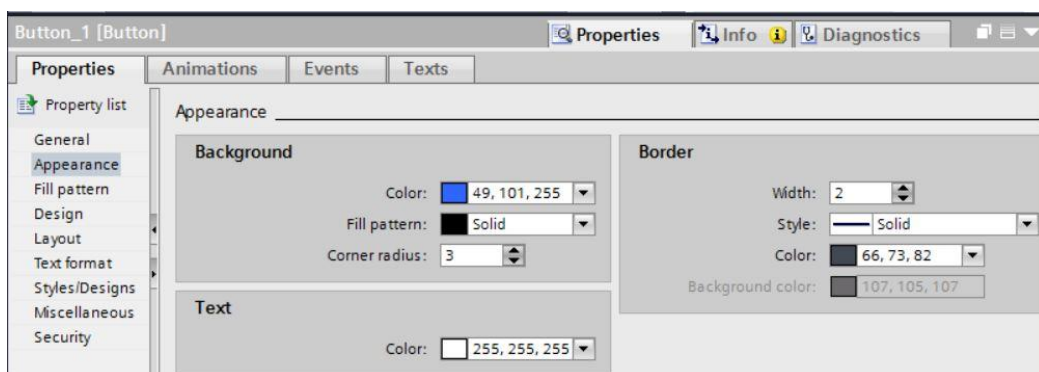 Button_1 [Button]
Properties
Info
Diagnostics
Properties
Animations
Events
Texts
Property list
General
Appearance
Fill pattern
Design
Layout
Text format
Styles/Designs
Miscellaneous
Security
Appearance
Background
Color: 49, 101, 255
Fill pattern: Solid
Corner radius: 3
Text
Color: 255, 255, 255
Border
Width: 2
Style: Solid
Color: 66, 73, 82
Background color: 107, 105, 107